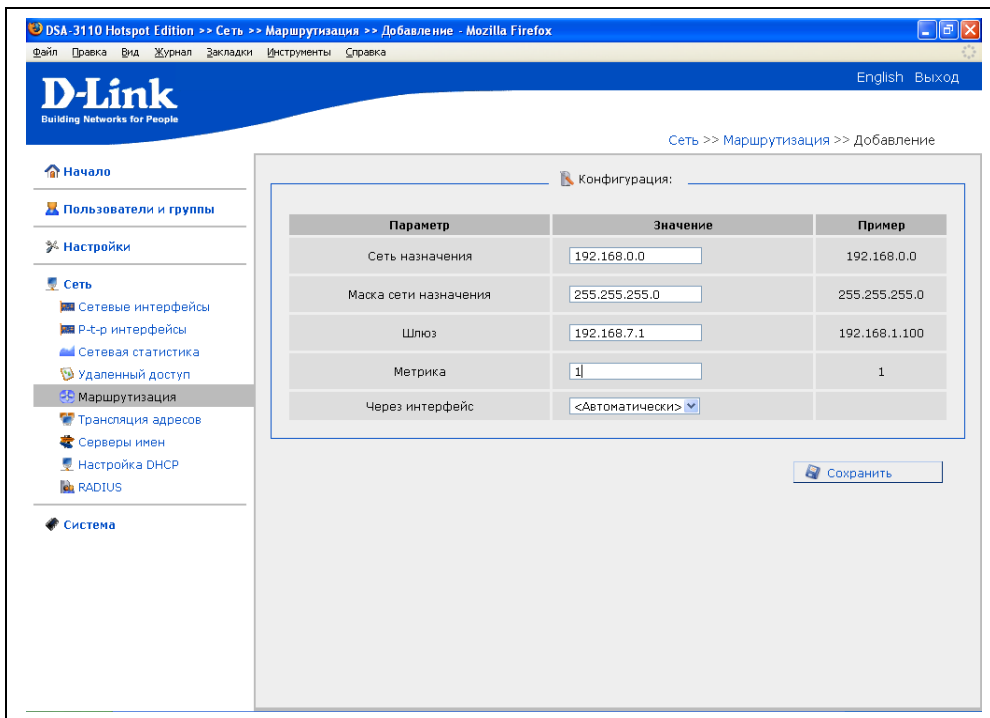 DSA-3110 Hotspot Edition >> Сеть >> Маршрутизация >> Добавление - Mozilla Firefox
Файл Правка Вид Журнал Закладки Инструменты Справка
English Выход
D-Link
Building Networks for People
Сеть >> Маршрутизация >> Добавление
Начало
Пользователи и группы
Настройки
Сеть
Сетевые интерфейсы
P-t-p интерфейсы
Сетевая статистика
Удаленный доступ
Маршрутизация
Трансляция адресов
Серверы имен
Настройка DHCP
RADIUS
Система
Конфигурация:
Параметр Значение Пример
Сеть назначения 192.168.0.0 192.168.0.0
Маска сети назначения 255.255.255.0 255.255.255.0
Шлюз 192.168.7.1 192.168.1.100
Метрика 1 1
Через интерфейс <Автоматически>
Сохранить